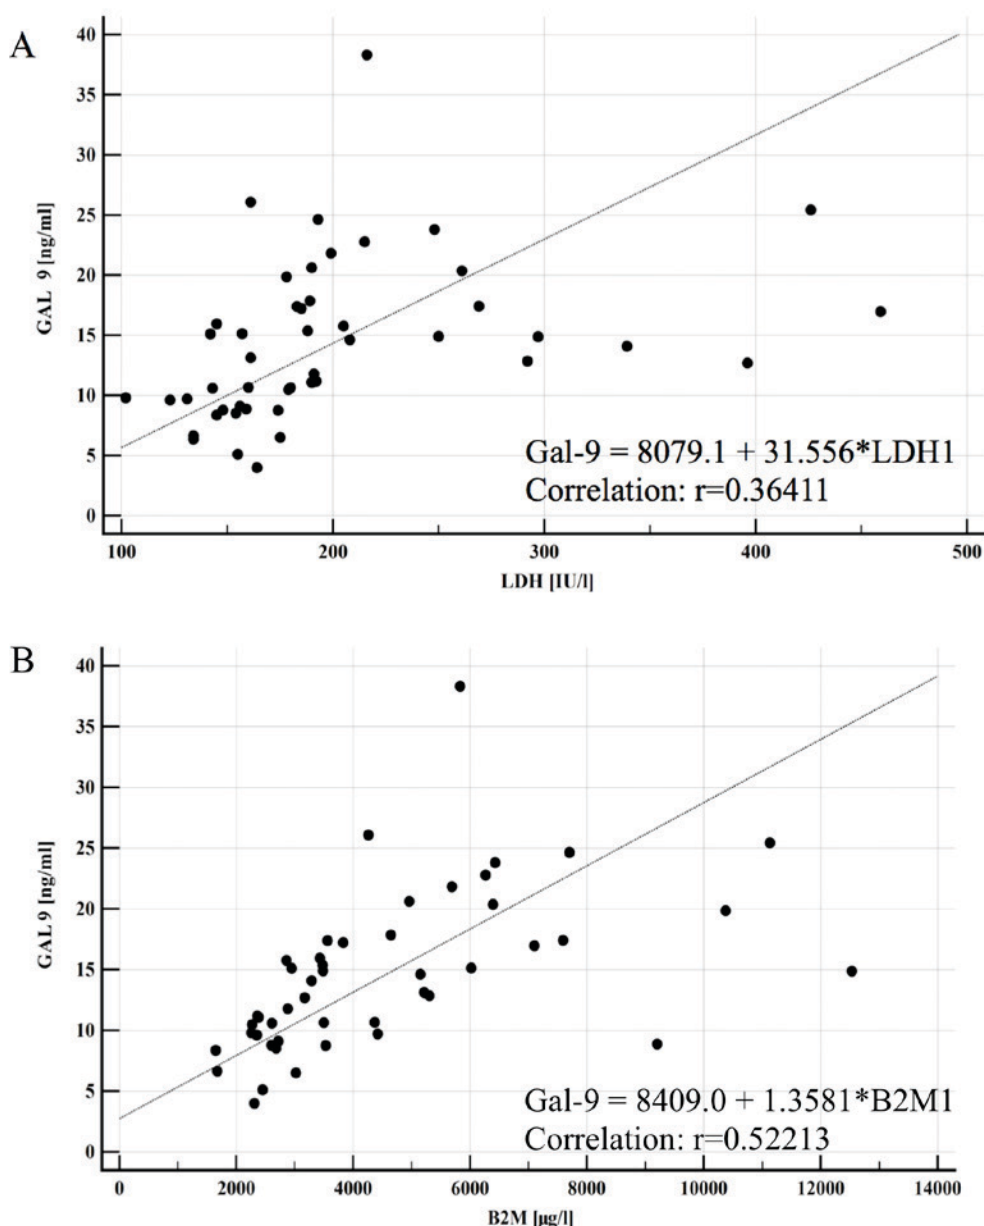 A
40
35
30
25
20
15
10
5
0
GAL 9 [ng/ml]
Gal-9 = 8079.1 + 31.556*LDH1
Correlation: r=0.36411
100 200 300 400 500
LDH [IU/l]
B
40
35
30
25
20
15
10
5
0
GAL 9 [ng/ml]
Gal-9 = 8409.0 + 1.3581*B2M1
Correlation: r=0.52213
0 2000 4000 6000 8000 10000 12000 14000
B2M [µg/l]